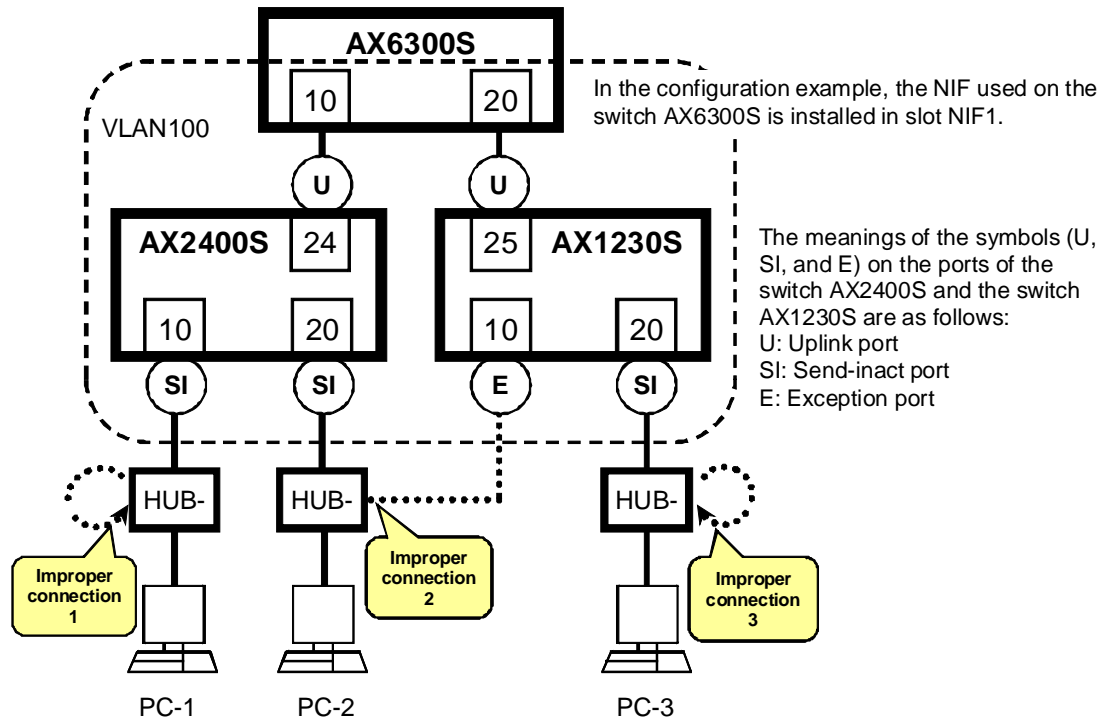 AX6300S
10
20
In the configuration example, the NIF used on the
switch AX6300S is installed in slot NIF1.
VLAN100
U
U
AX2400S
24
25
AX1230S
The meanings of the symbols (U,
SI, and E) on the ports of the
switch AX2400S and the switch
AX1230S are as follows:
U: Uplink port
SI: Send-inact port
E: Exception port
10
20
10
20
SI
SI
E
SI
HUB-
HUB-
HUB-
Improper
connection
1
Improper
connection
2
Improper
connection
3
PC-1
PC-2
PC-3